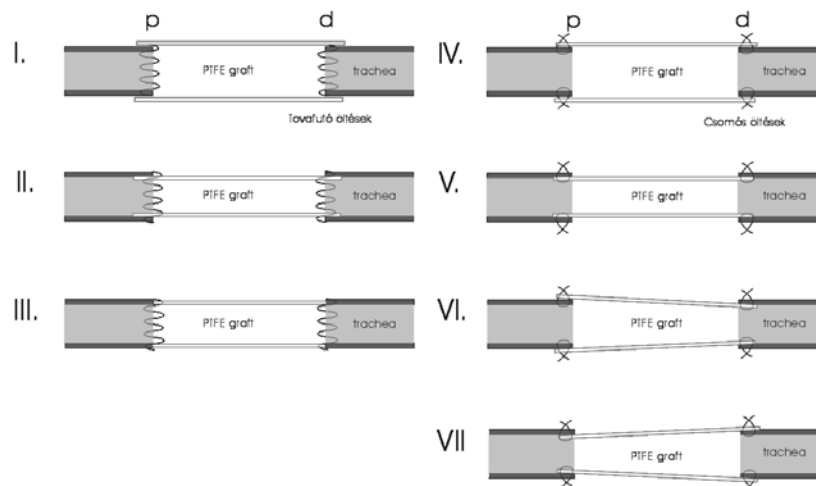 p d
I. PTFE graft trachea
Tovafutó öltések
II. PTFE graft trachea
III. PTFE graft trachea
p d
IV. PTFE graft trachea
Csomás öltések
V. PTFE graft trachea
VI. PTFE graft trachea
VII PTFE graft trachea